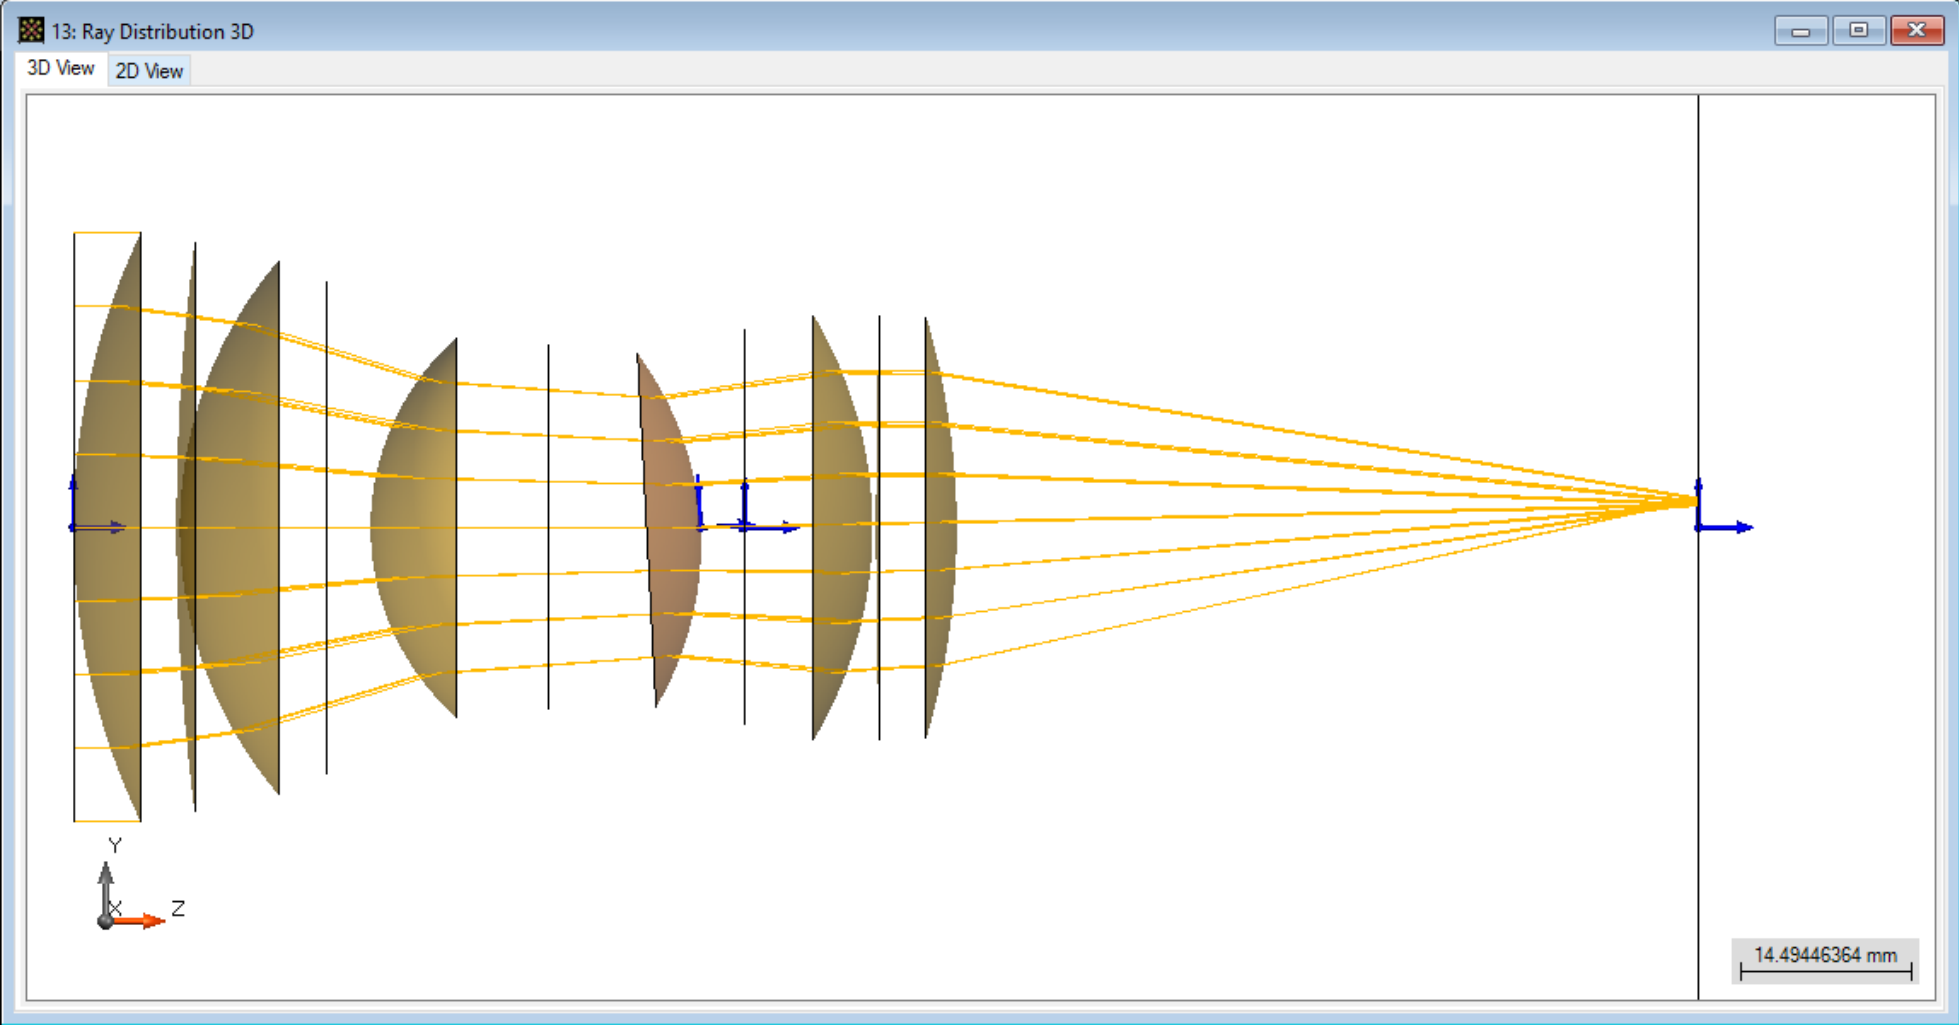 13: Ray Distribution 3D
3D View 2D View
Y
X Z
14.49446364 mm